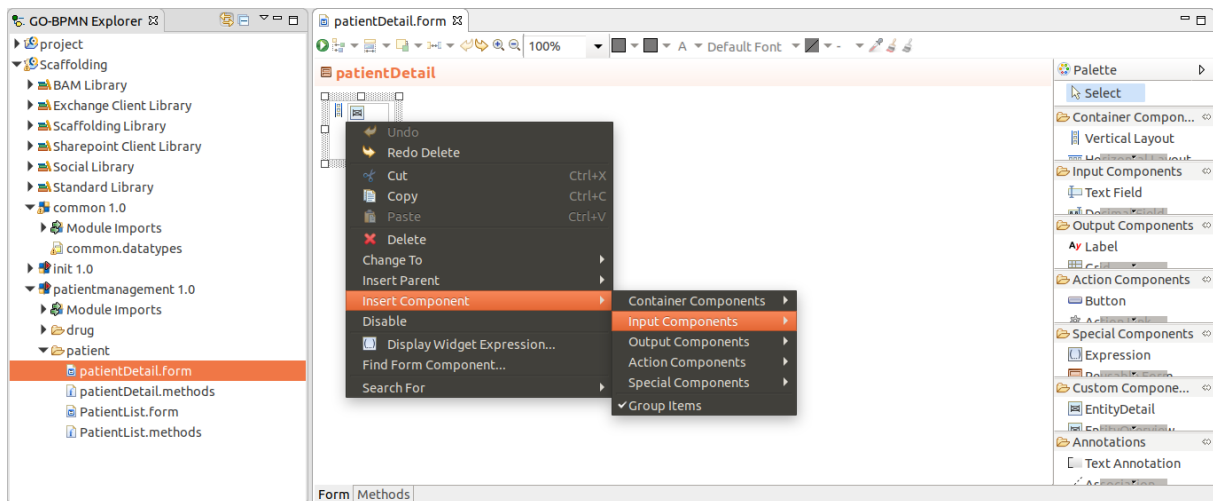 GO-BPMN Explorer
project
Scaffolding
BAM Library
Exchange Client Library
Scaffolding Library
Sharepoint Client Library
Social Library
Standard Library
common 1.0
Module Imports
common.datatypes
init 1.0
patientmanagement 1.0
Module Imports
drug
patient
patientDetail.form
patientDetail.methods
PatientList.form
PatientList.methods
patientDetail.form
100%
A
Default Font
-
patientDetail
Undo
Redo Delete
Cut Ctrl+X
Copy Ctrl+C
Paste Ctrl+V
Delete
Change To
Insert Parent
Insert Component
Disable
Display Widget Expression...
Find Form Component...
Search For
Container Components
Input Components
Output Components
Action Components
Special Components
Group Items
Form Methods
Palette
Select
Container Compon...
Vertical Layout
Input Components
Text Field
Output Components
Ay Label
Action Components
Button
Special Components
Expression
Custom Compone...
EntityDetail
Annotations
Text Annotation